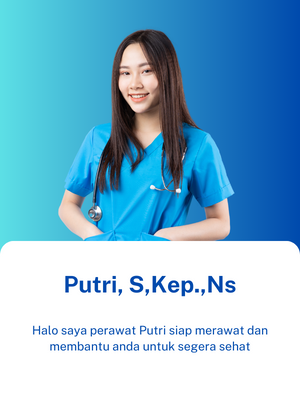 Putri, S,Kep.,Ns
Halo saya perawat Putri siap merawat dan
membantu anda untuk segera sehat